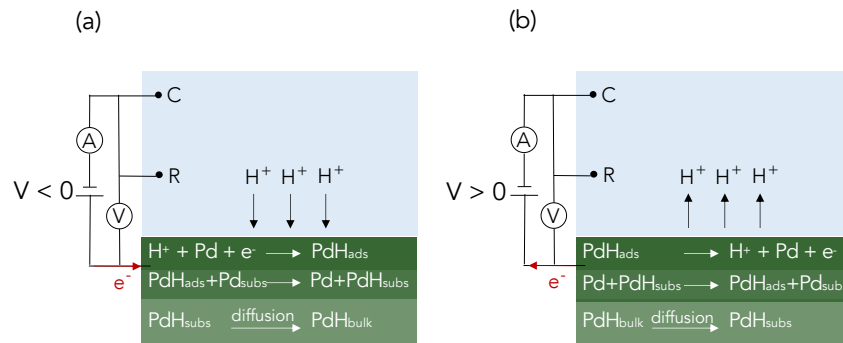 (a)
C
A
R
H⁺ H⁺ H⁺
V < 0
V
H⁺ + Pd + e⁻ → PdHads
e⁻
PdHads+Pdsubs → Pd+PdHsubs
PdHsubs diffusion → PdHbulk
(b)
C
A
R
H⁺ H⁺ H⁺
V > 0
V
PdHads → H⁺ + Pd + e⁻
e⁻
Pd+PdHsubs → PdHads+Pdsub
PdHbulk diffusion → PdHsubs